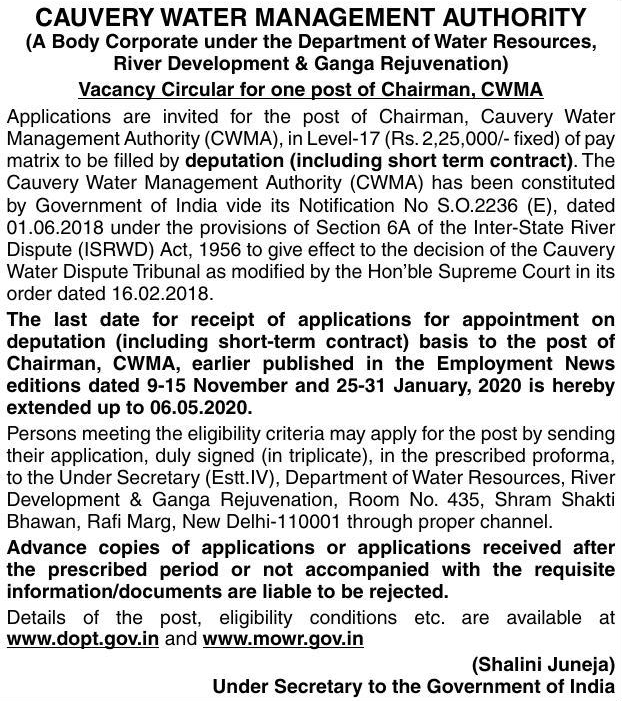 CAUVERY WATER MANAGEMENT AUTHORITY
(A Body Corporate under the Department of Water Resources,
River Development & Ganga Rejuvenation)
Vacancy Circular for one post of Chairman, CWMA
Applications are invited for the post of Chairman, Cauvery Water
Management Authority (CWMA), in Level-17 (Rs. 2,25,000/- fixed) of pay
matrix to be filled by deputation (including short term contract). The
Cauvery Water Management Authority (CWMA) has been constituted
by Government of India vide its Notification No S.O.2236 (E), dated
01.06.2018 under the provisions of Section 6A of the Inter-State River
Dispute (ISRWD) Act, 1956 to give effect to the decision of the Cauvery
Water Dispute Tribunal as modified by the Hon'ble Supreme Court in its
order dated 16.02.2018.
The last date for receipt of applications for appointment on
deputation (including short-term contract) basis to the post of
Chairman, CWMA, earlier published in the Employment News
editions dated 9-15 November and 25-31 January, 2020 is hereby
extended up to 06.05.2020.
Persons meeting the eligibility criteria may apply for the post by sending
their application, duly signed (in triplicate), in the prescribed proforma,
to the Under Secretary (Estt.IV), Department of Water Resources, River
Development & Ganga Rejuvenation, Room No. 435, Shram Shakti
Bhawan, Rafi Marg, New Delhi-110001 through proper channel.
Advance copies of applications or applications received after
the prescribed period or not accompanied with the requisite
information/documents are liable to be rejected.
Details of the post, eligibility conditions etc. are available at
www.dopt.gov.in and www.mowr.gov.in
(Shalini Juneja)
Under Secretary to the Government of India